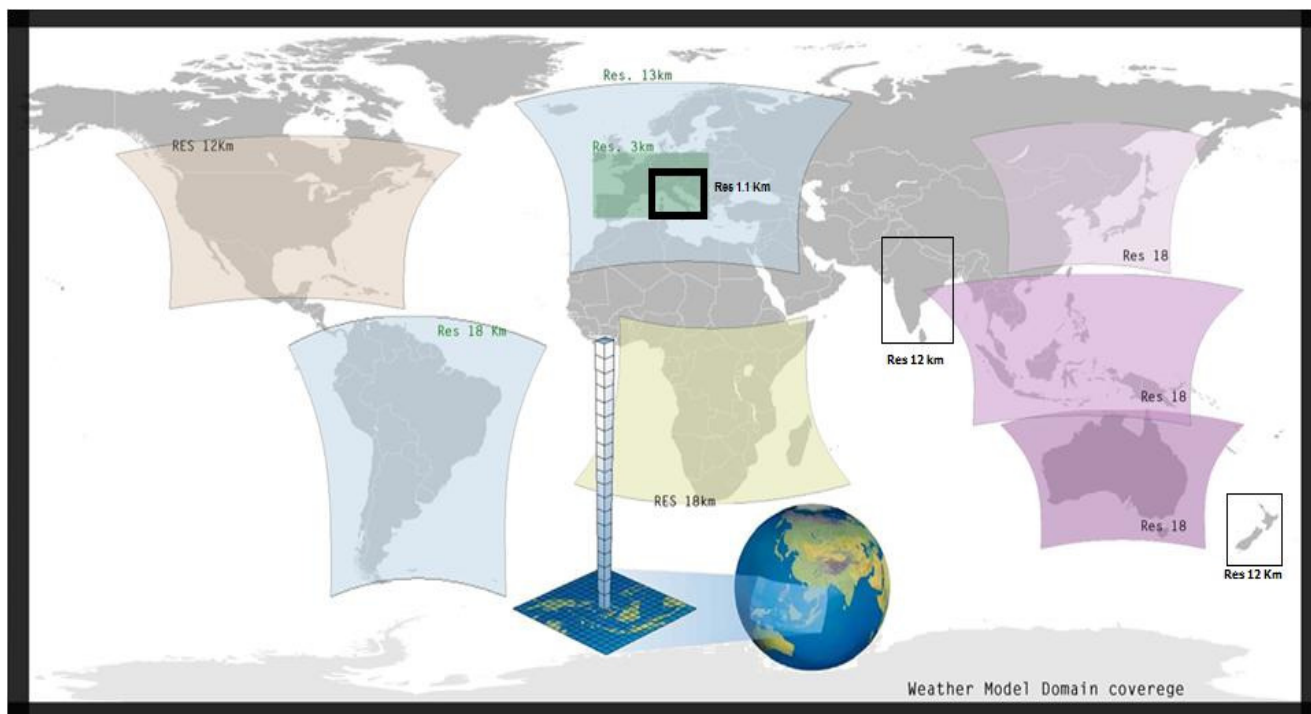 Res. 13km
RES 12Km
Res. 3km
Res 1.1 Km
Res 18
Res 18 Km
Res 12 km
Res 18
RES 18km
Res 18
Res 12 Km
Weather Model Domain coverege